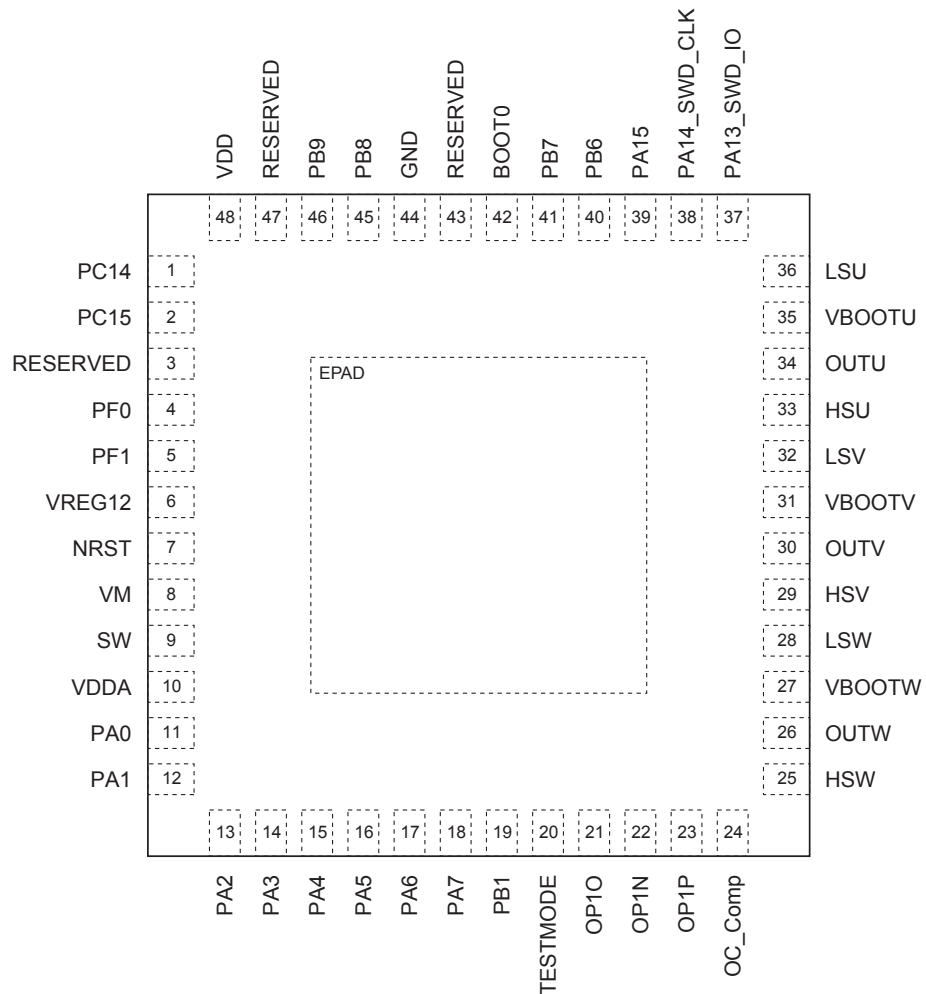 VDD
RESERVED
PB9
PB8
GND
RESERVED
BOOT0
PB7
PB6
PA15
PA14_SWD_CLK
PA13_SWD_IO
48 47 46 45 44 43 42 41 40 39 38 37
PC14 1
PC15 2
RESERVED 3
PF0 4
PF1 5
VREG12 6
NRST 7
VM 8
SW 9
VDDA 10
PA0 11
PA1 12
EPAD
36 LSU
35 VBOOTU
34 OUTU
33 HSU
32 LSV
31 VBOOTV
30 OUTV
29 HSV
28 LSW
27 VBOOTW
26 OUTW
25 HSW
13 14 15 16 17 18 19 20 21 22 23 24
PA2
PA3
PA4
PA5
PA6
PA7
PB1
TESTMODE
OP1O
OP1N
OP1P
OC_Comp